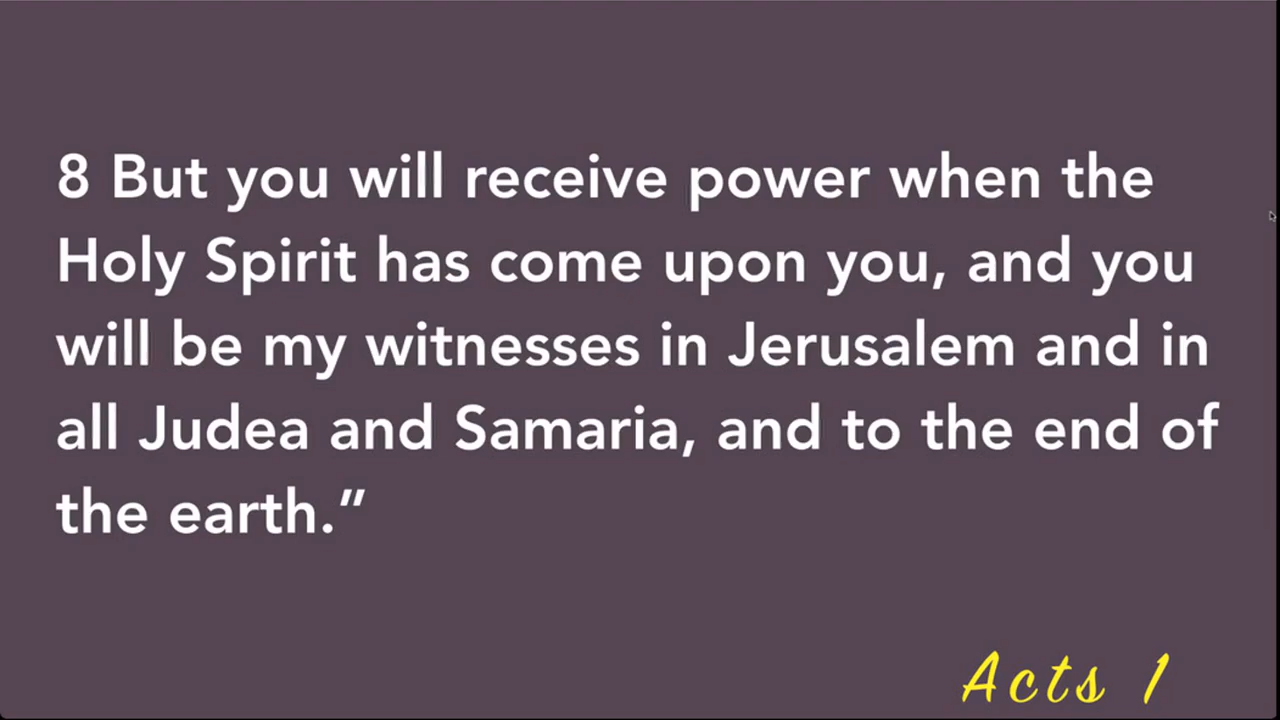 8 But you will receive power when the
Holy Spirit has come upon you, and you
will be my witnesses in Jerusalem and in
all Judea and Samaria, and to the end of
the earth.”
Acts 1